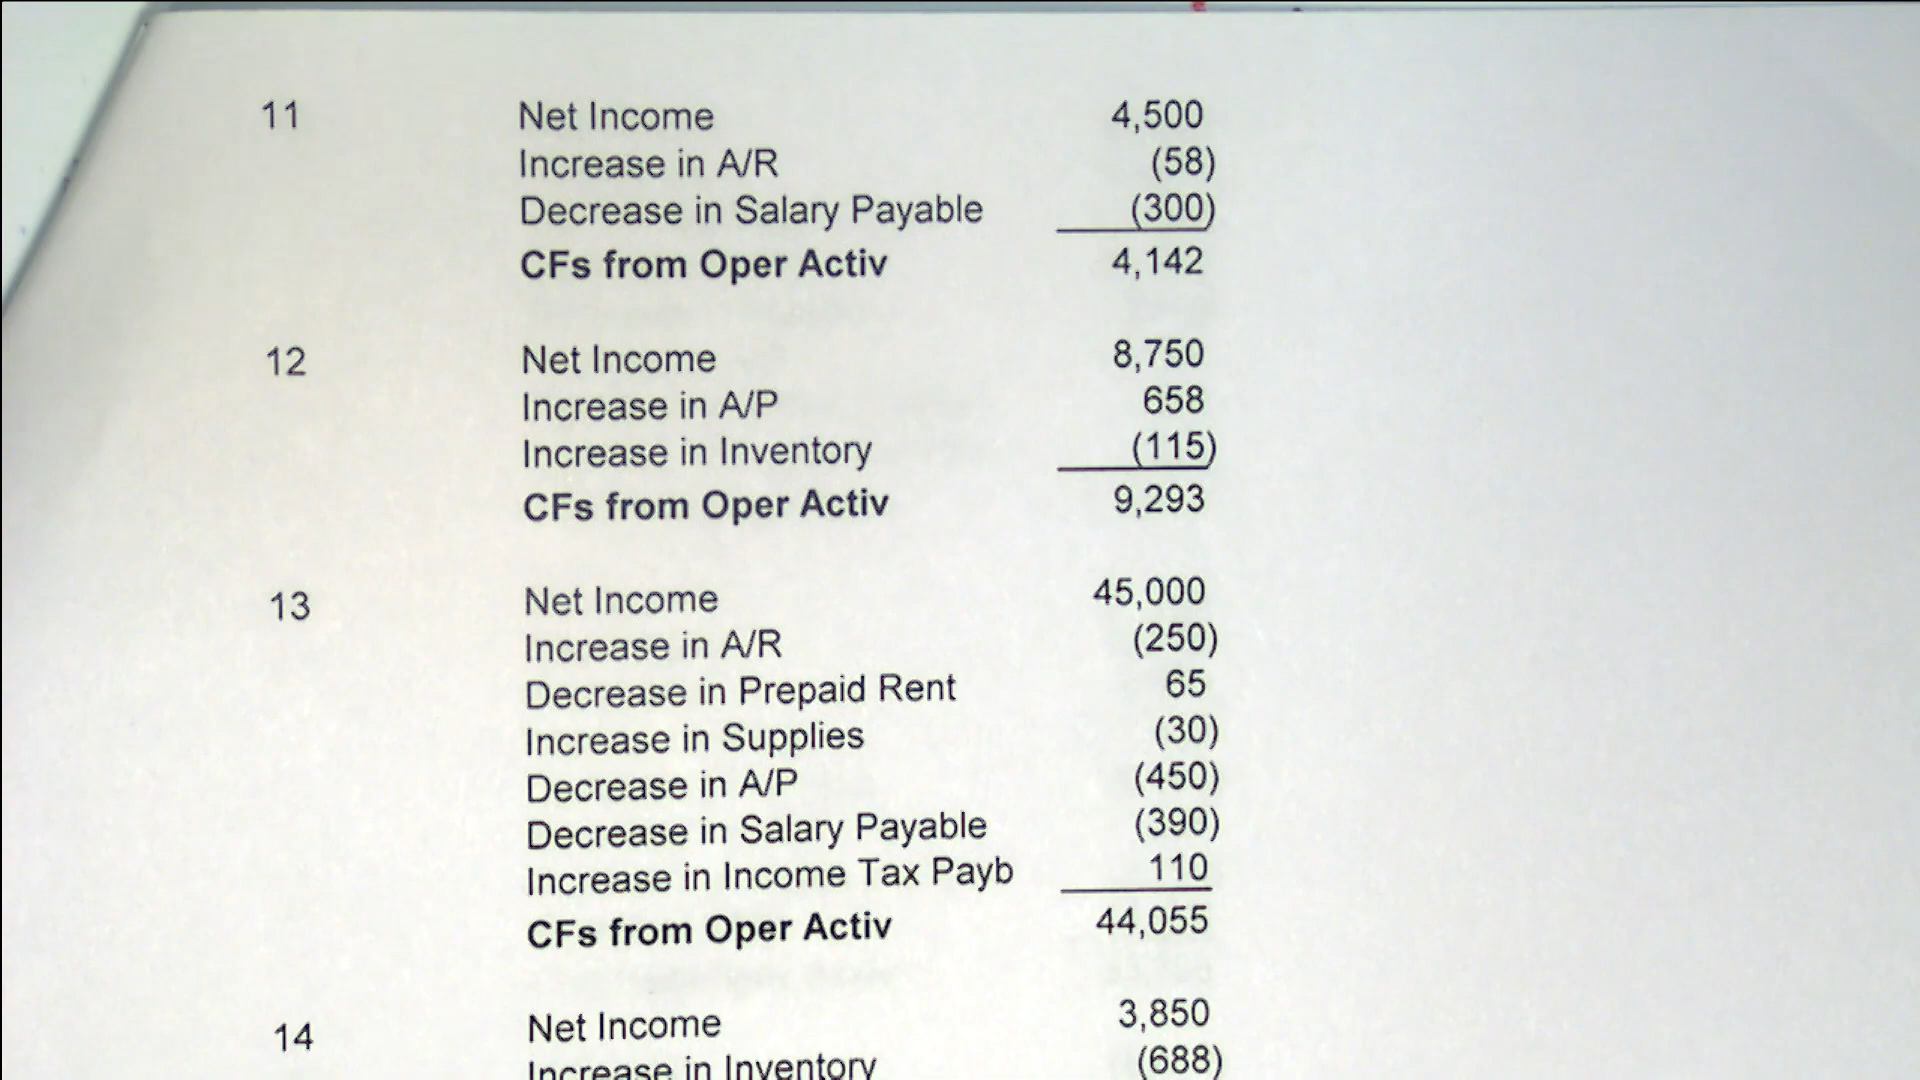 11 Net Income 4,500
Increase in A/R (58)
Decrease in Salary Payable (300)
CFs from Oper Activ 4,142
12 Net Income 8,750
Increase in A/P 658
Increase in Inventory (115)
CFs from Oper Activ 9,293
13 Net Income 45,000
Increase in A/R (250)
Decrease in Prepaid Rent 65
Increase in Supplies (30)
Decrease in A/P (450)
Decrease in Salary Payable (390)
Increase in Income Tax Payb 110
CFs from Oper Activ 44,055
14 Net Income 3,850
Increase in Inventory (688)